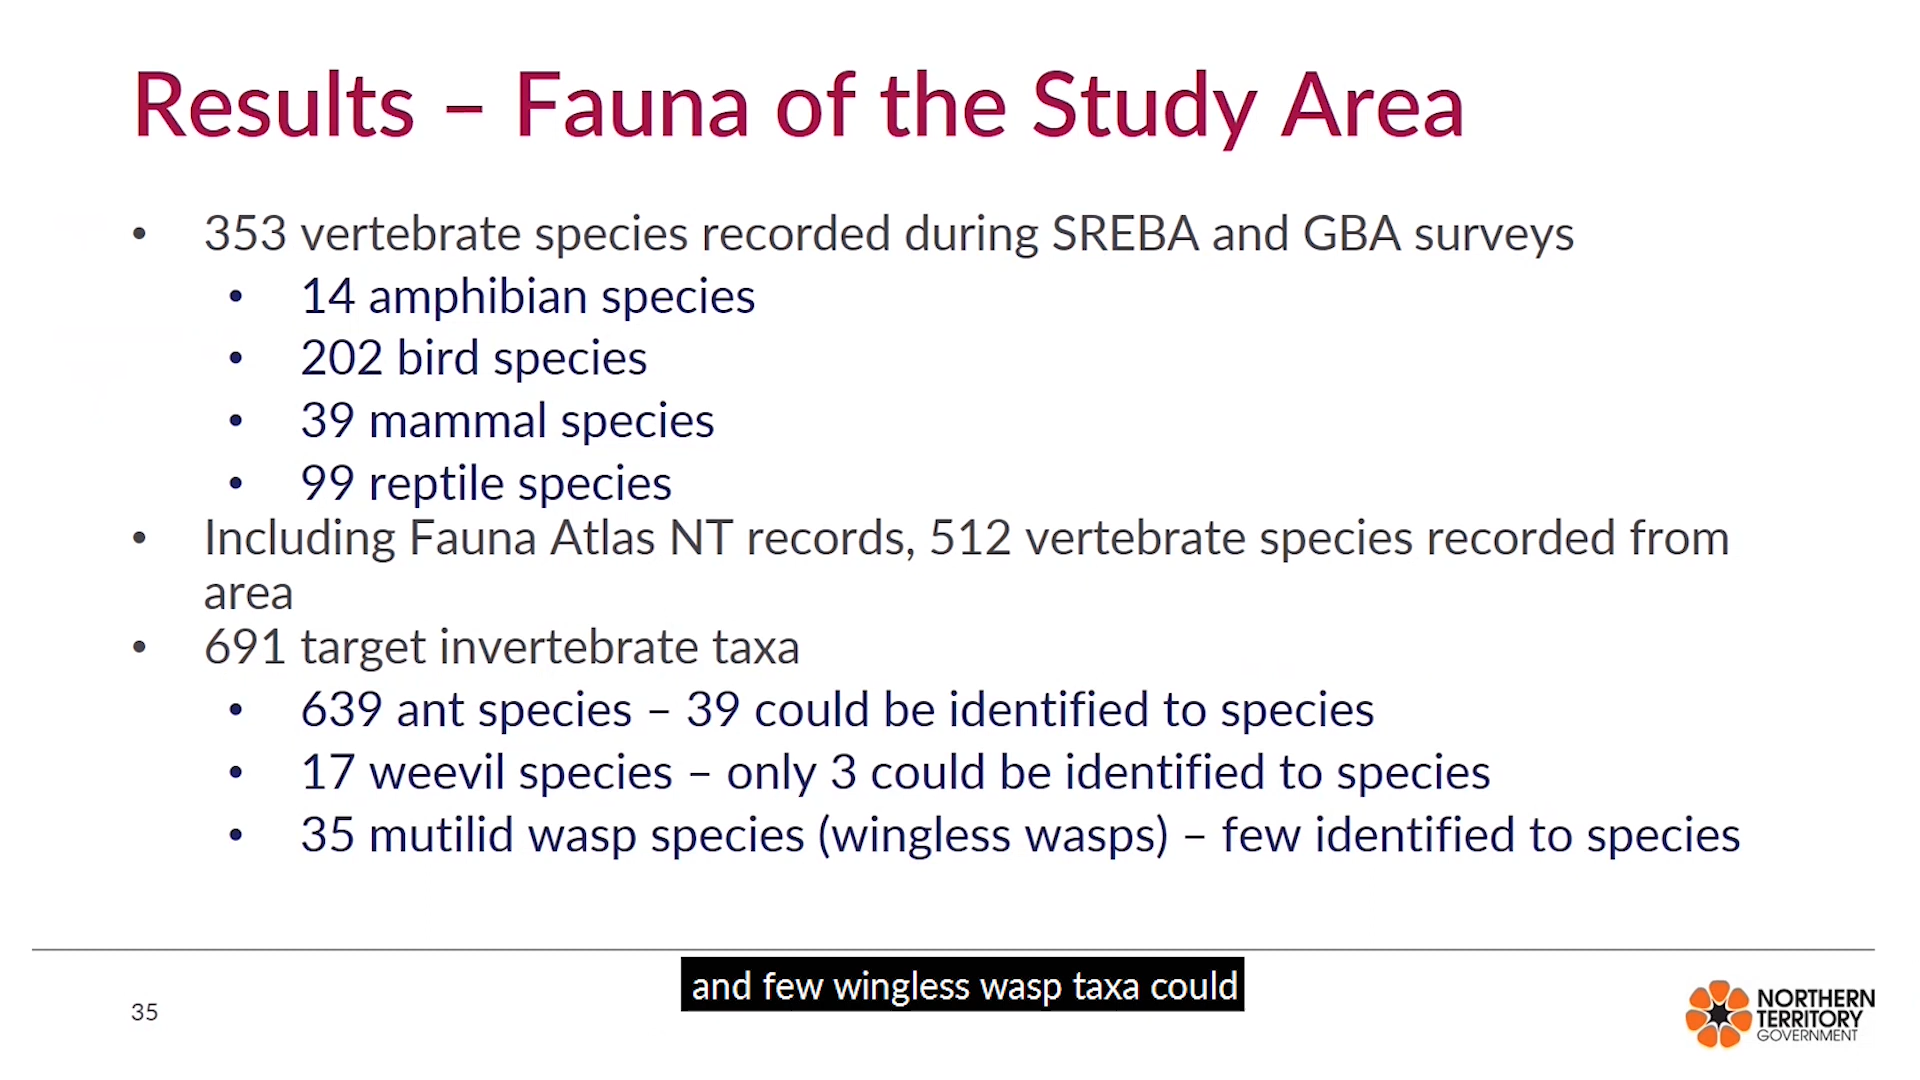 Results – Fauna of the Study Area
• 353 vertebrate species recorded during SREBA and GBA surveys
• 14 amphibian species
• 202 bird species
• 39 mammal species
• 99 reptile species
• Including Fauna Atlas NT records, 512 vertebrate species recorded from
area
• 691 target invertebrate taxa
• 639 ant species – 39 could be identified to species
• 17 weevil species – only 3 could be identified to species
• 35 mutilid wasp species (wingless wasps) – few identified to species
and few wingless wasp taxa could
35
NORTHERN
TERRITORY
GOVERNMENT